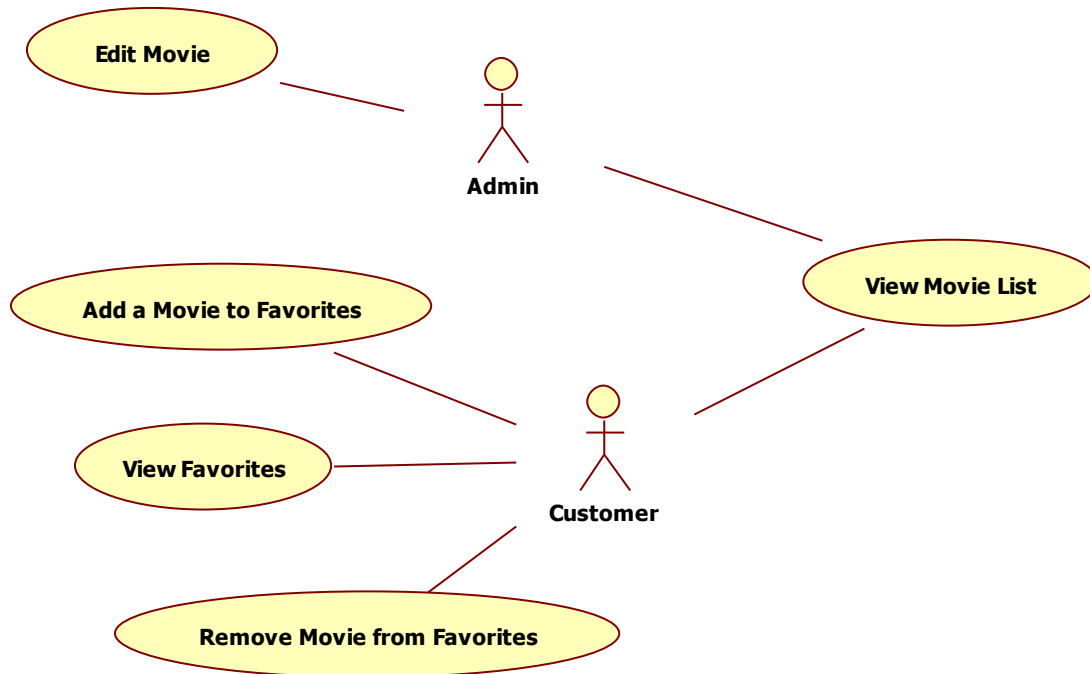 Edit Movie
Admin
View Movie List
Add a Movie to Favorites
View Favorites
Customer
Remove Movie from Favorites